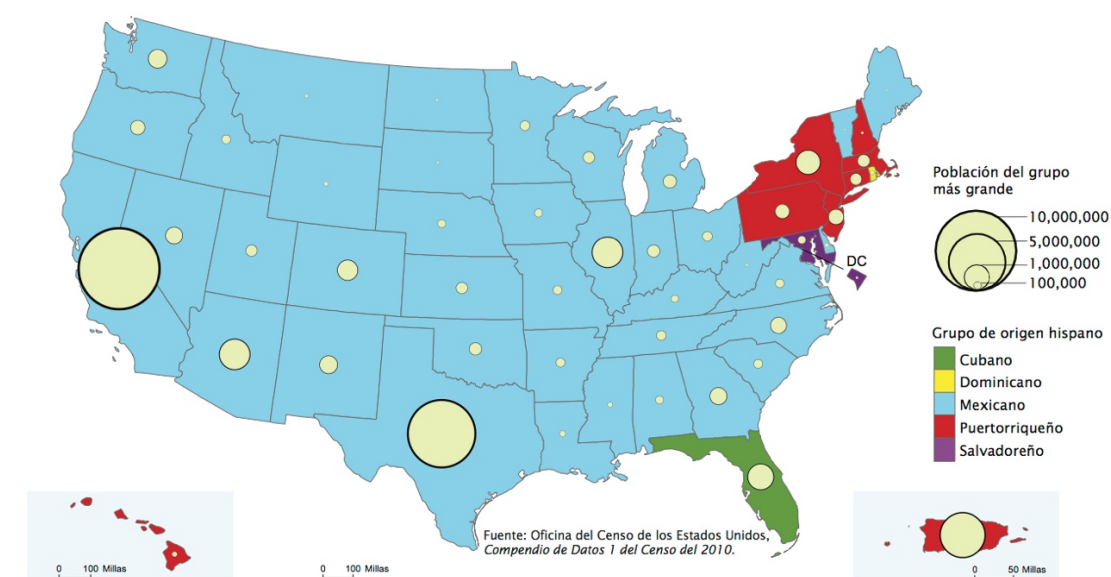 Población del grupo
más grande
10,000,000
5,000,000
1,000,000
100,000
DC
Grupo de origen hispano
Cubano
Dominicano
Mexicano
Puertorriqueño
Salvadoreño
Fuente: Oficina del Censo de los Estados Unidos,
Compendio de Datos 1 del Censo del 2010.
0 100 Millas
0 100 Millas
0 50 Millas